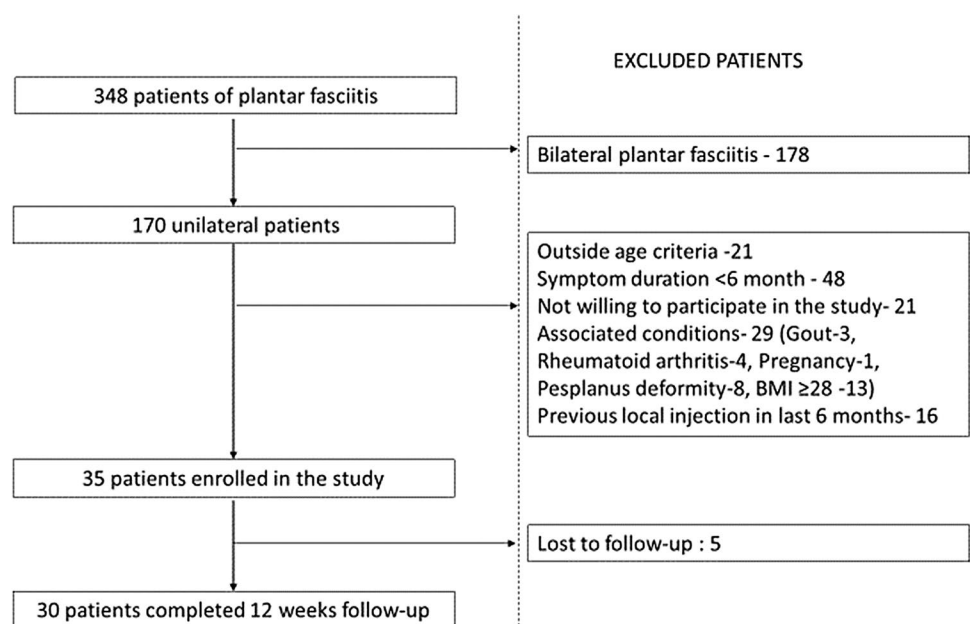 EXCLUDED PATIENTS
348 patients of plantar fasciitis
Bilateral plantar fasciitis - 178
170 unilateral patients
Outside age criteria -21
Symptom duration <6 month - 48
Not willing to participate in the study- 21
Associated conditions- 29 (Gout-3,
Rheumatoid arthritis-4, Pregnancy-1,
Pesplanus deformity-8, BMI ≥28 -13)
Previous local injection in last 6 months- 16
35 patients enrolled in the study
Lost to follow-up : 5
30 patients completed 12 weeks follow-up